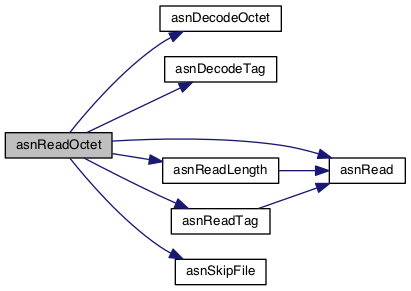 asnDecodeOctet
asnDecodeTag
asnReadOctet
asnReadLength
asnRead
asnReadTag
asnSkipFile